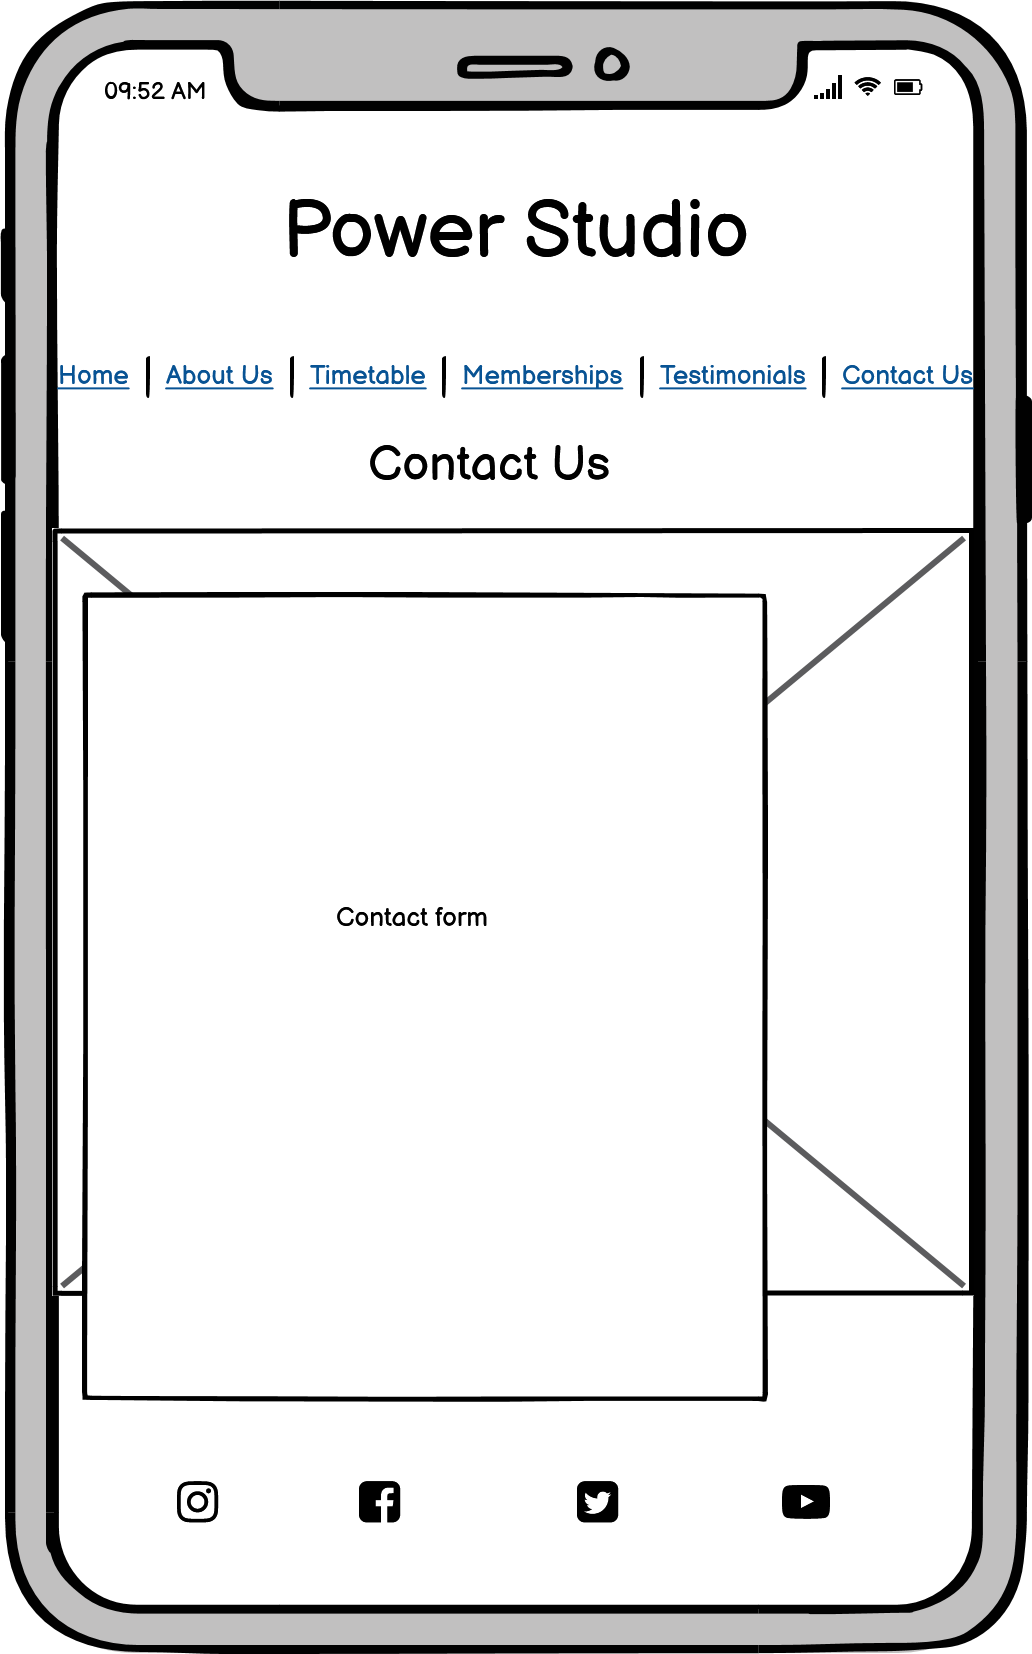 09:52 AM
Power Studio
Home | About Us | Timetable | Memberships | Testimonials | Contact Us
Contact Us
Contact form